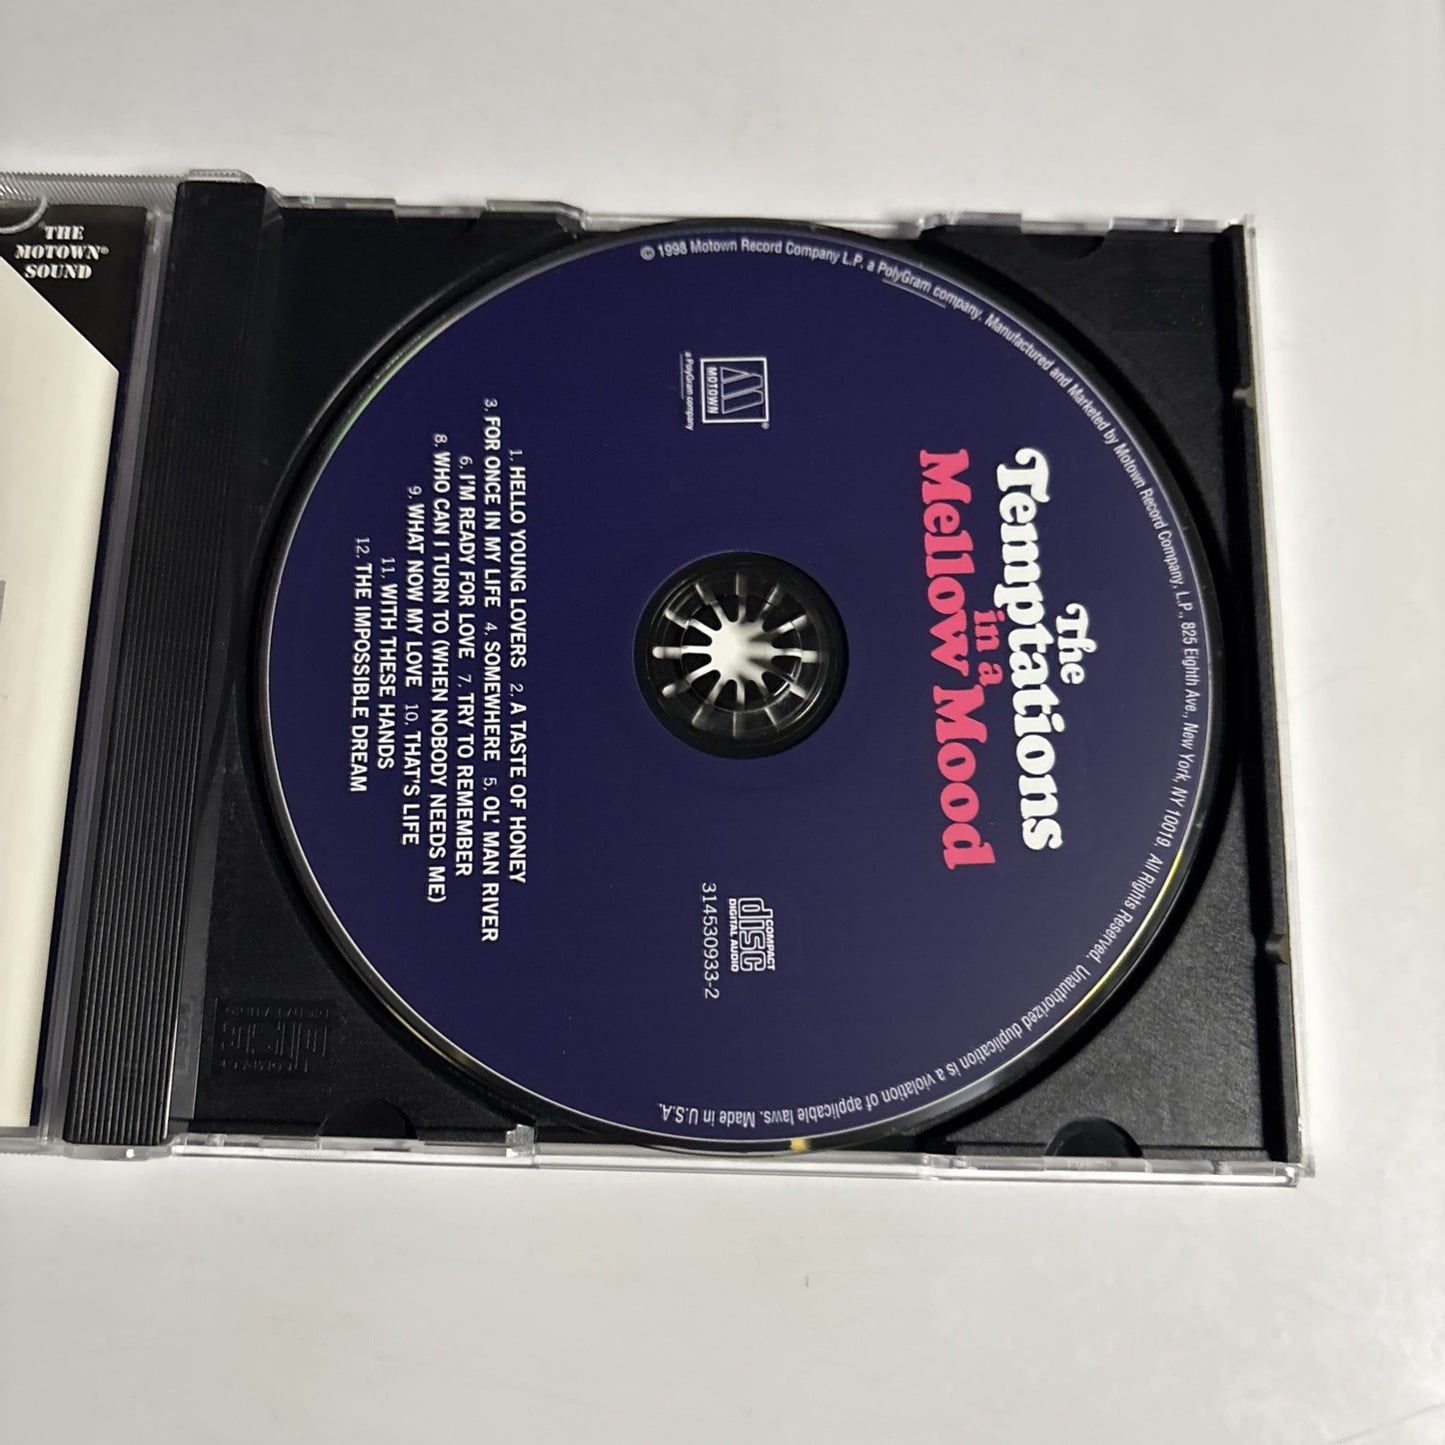 THE
MOTOWN®
SOUND
© 1998 Motown Record Company L.P. a PolyGram company. Manufactured and Marketed by Motown Record Company, L.P., 825 Eighth Ave., New York, NY 10019. All Rights Reserved. Unauthorized duplication is a violation of applicable laws. Made in U.S.A.
The
Temptations
in a
Mellow Mood
MOTOWN®
a PolyGram company
COMPACT
disc
DIGITAL AUDIO
314530933-2
1. HELLO YOUNG LOVERS 2. A TASTE OF HONEY
3. FOR ONCE IN MY LIFE 4. SOMEWHERE 5. OL' MAN RIVER
6. I'M READY FOR LOVE 7. TRY TO REMEMBER
8. WHO CAN I TURN TO (WHEN NOBODY NEEDS ME)
9. WHAT NOW MY LOVE 10. THAT'S LIFE
11. WITH THESE HANDS
12. THE IMPOSSIBLE DREAM